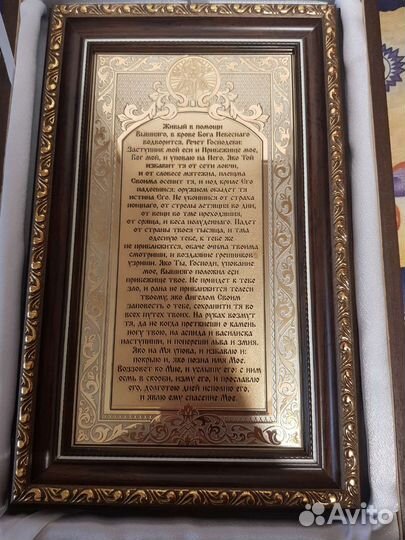 Живый в помощи
Вышняго, в крове Бога Небеснаго
водворится. Речет Господеви:
Заступник мой еси и Прибежище мое,
Бог мой, и уповаю на Него. Яко Той
избавит тя от сети ловчи,
и от словесе мятежна, плещма
Своима осенит тя, и под криле Его
надеешися: оружием обыдет тя
истина Его. Не убоишися от страха
нощнаго, от стрелы летящия во дни,
от вещи во тме преходящия,
от сряща, и беса полуденнаго. Падет
от страны твоея тысяща, и тма
одесную тебе, к тебе же
не приближится, обаче очима твоима
смотриши, и воздаяние грешников
узриши. Яко Ты, Господи, упование
мое, Вышняго положил еси
прибежище твое. Не приидет к тебе
зло, и рана не приближится телеси
твоему, яко Ангелом Своим
заповесть о тебе, сохранити тя во
всех путех твоих. На руках возмут
тя, да не когда преткнеши о камень
ногу твою, на аспида и василиска
наступиши, и попереши льва и змия.
Яко на Мя упова, и избавлю и:
покрыю и, яко позна имя Мое.
Воззовет ко Мне, и услышу его: с ним
есмь в скорби, изму его, и прославлю
его, долготою дней исполню его,
и явлю ему спасение Мое.
Avito